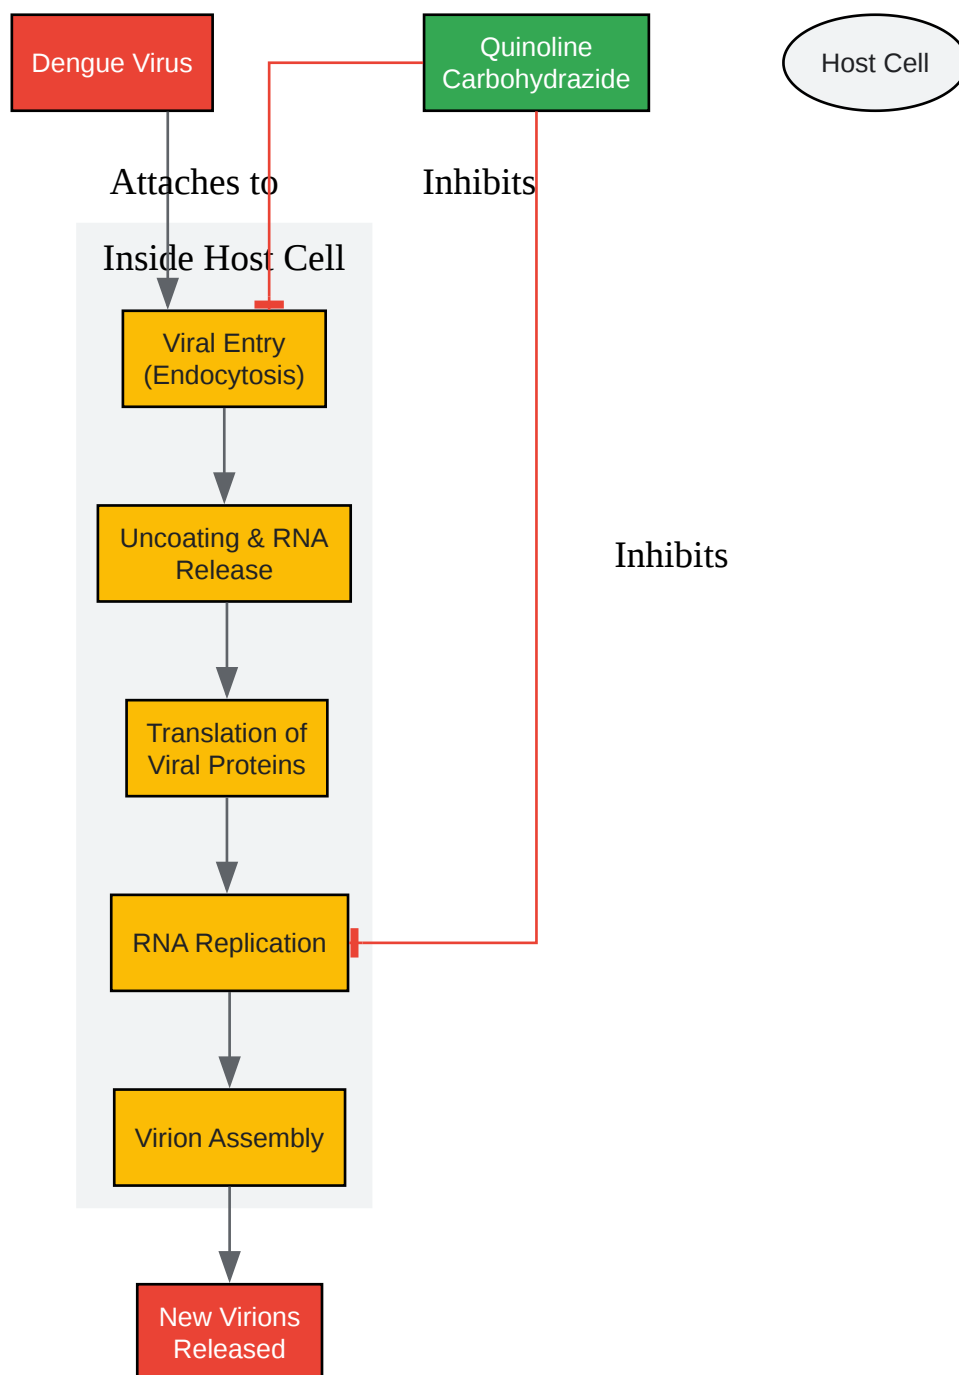 Dengue Virus
Quinoline
Carbohydrazide
Host Cell
Attaches to
Inhibits
Inside Host Cell
Viral Entry
(Endocytosis)
Uncoating & RNA
Release
Inhibits
Translation of
Viral Proteins
RNA Replication
Virion Assembly
New Virions
Released